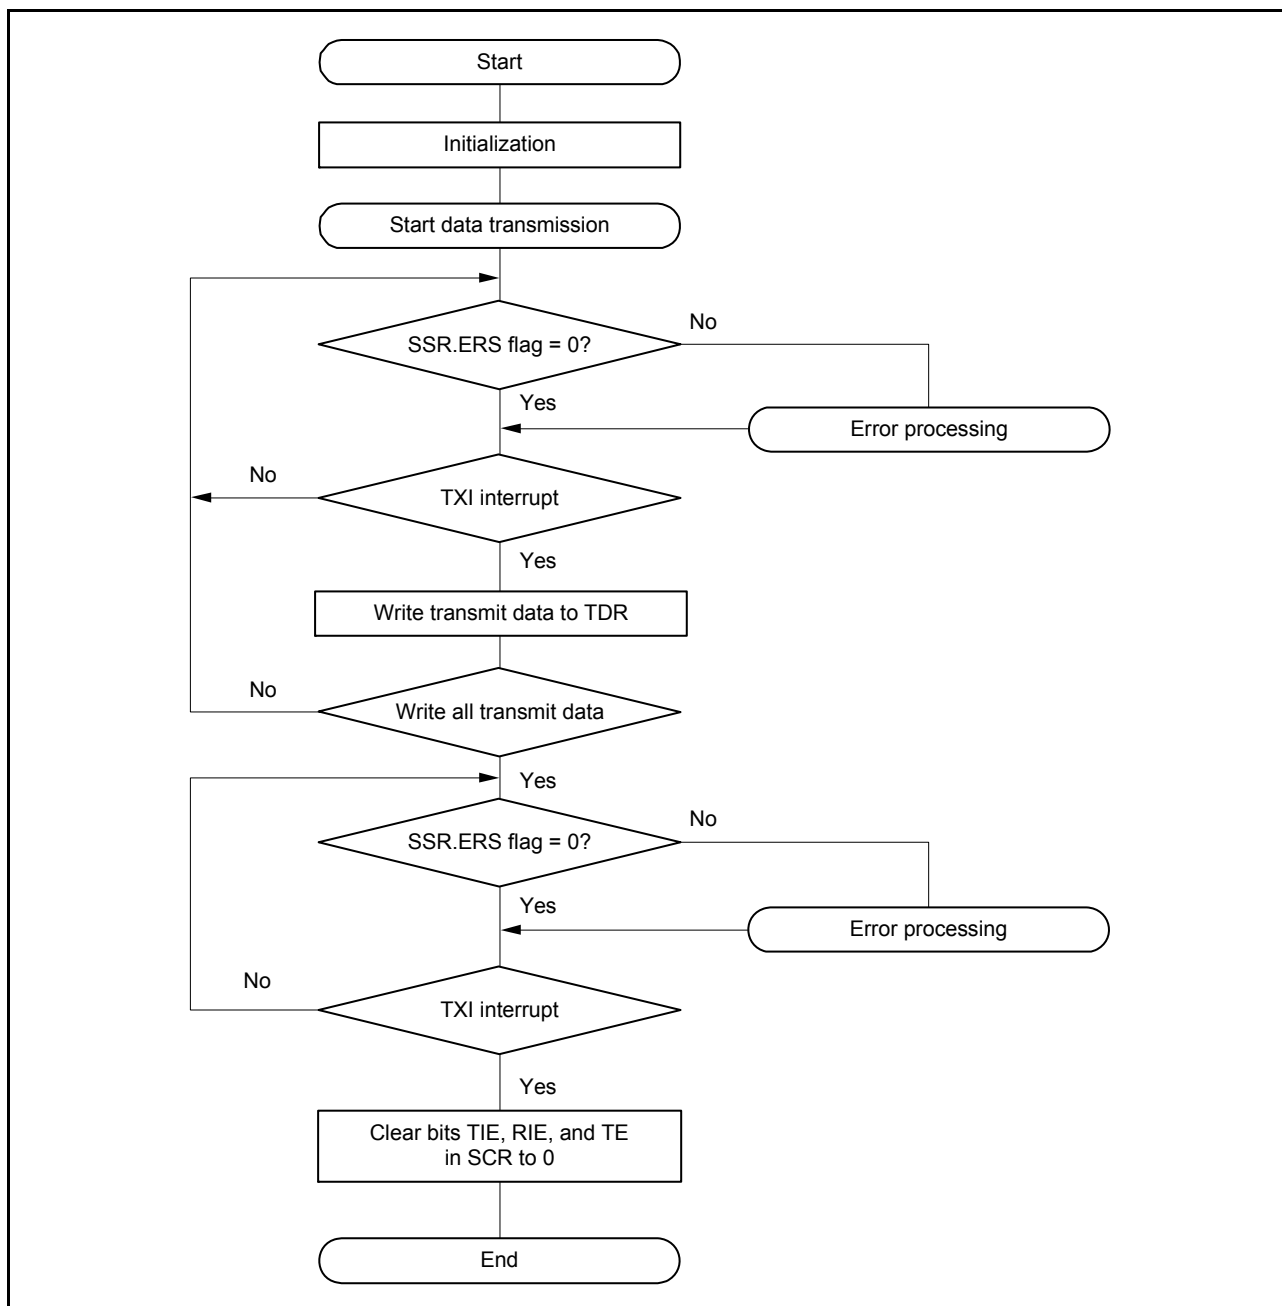 Start
Initialization
Start data transmission
No
SSR.ERS flag = 0?
Yes
Error processing
No
TXI interrupt
Yes
Write transmit data to TDR
No
Write all transmit data
Yes
No
SSR.ERS flag = 0?
Yes
Error processing
No
TXI interrupt
Yes
Clear bits TIE, RIE, and TE
in SCR to 0
End